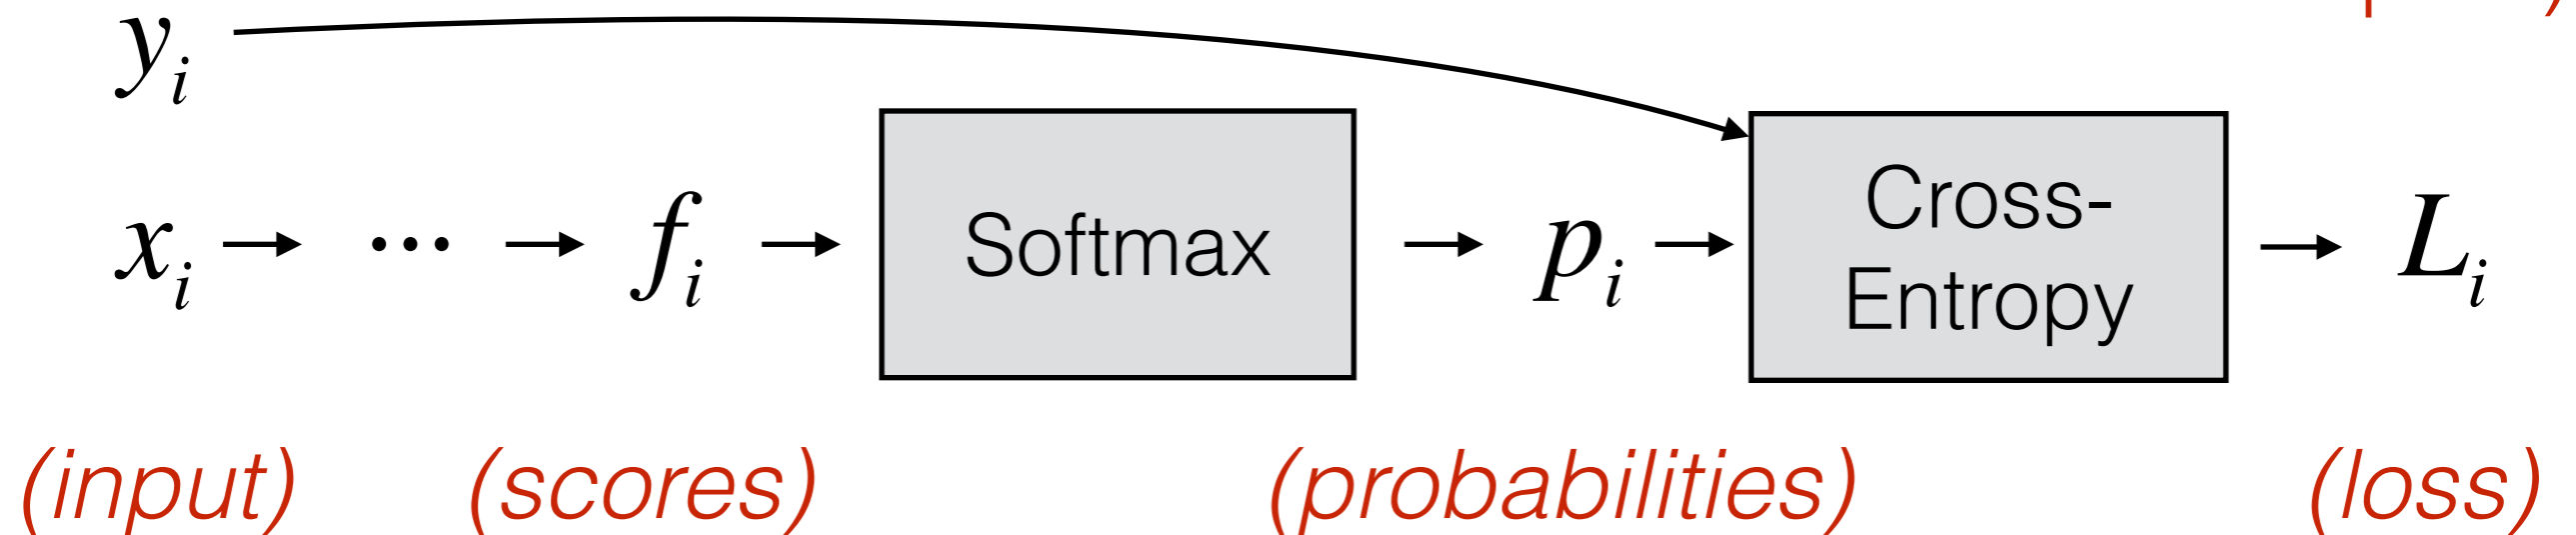 y_i
x_i → ... → f_i → Softmax → p_i → Cross-Entropy → L_i
(input) (scores) (probabilities) (loss)